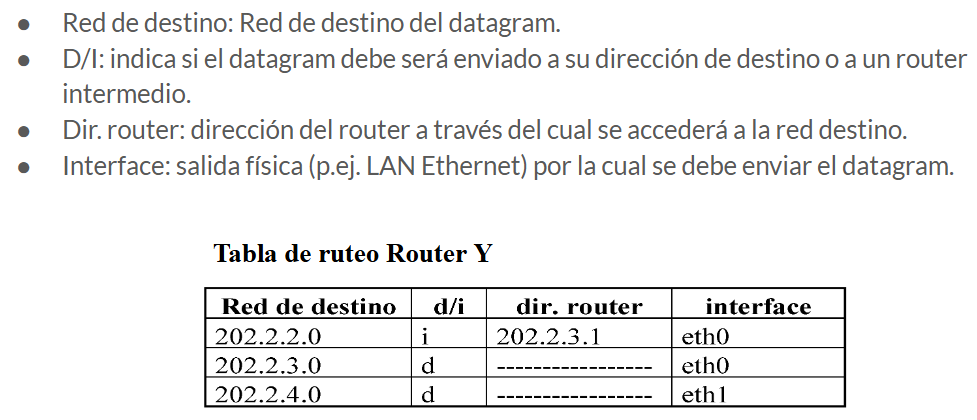 ● Red de destino: Red de destino del datagram.
● D/I: indica si el datagram debe será enviado a su dirección de destino o a un router
intermedio.
● Dir. router: dirección del router a través del cual se accederá a la red destino.
● Interface: salida física (p.ej. LAN Ethernet) por la cual se debe enviar el datagram.
Tabla de ruteo Router Y
Red de destino d/i dir. router interface
202.2.2.0 i 202.2.3.1 eth0
202.2.3.0 d ----------------- eth0
202.2.4.0 d ----------------- eth1